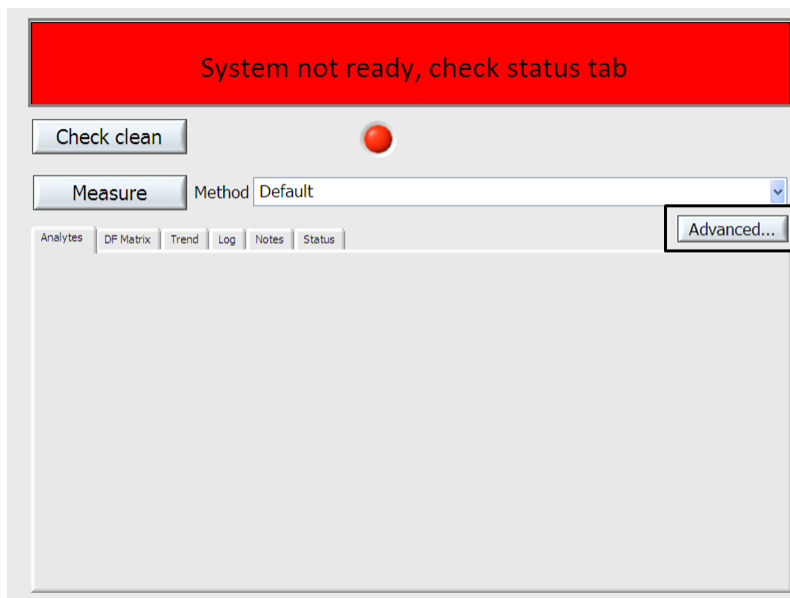 System not ready, check status tab
Check clean
Measure Method Default
Advanced...
Analytes DF Matrix Trend Log Notes Status